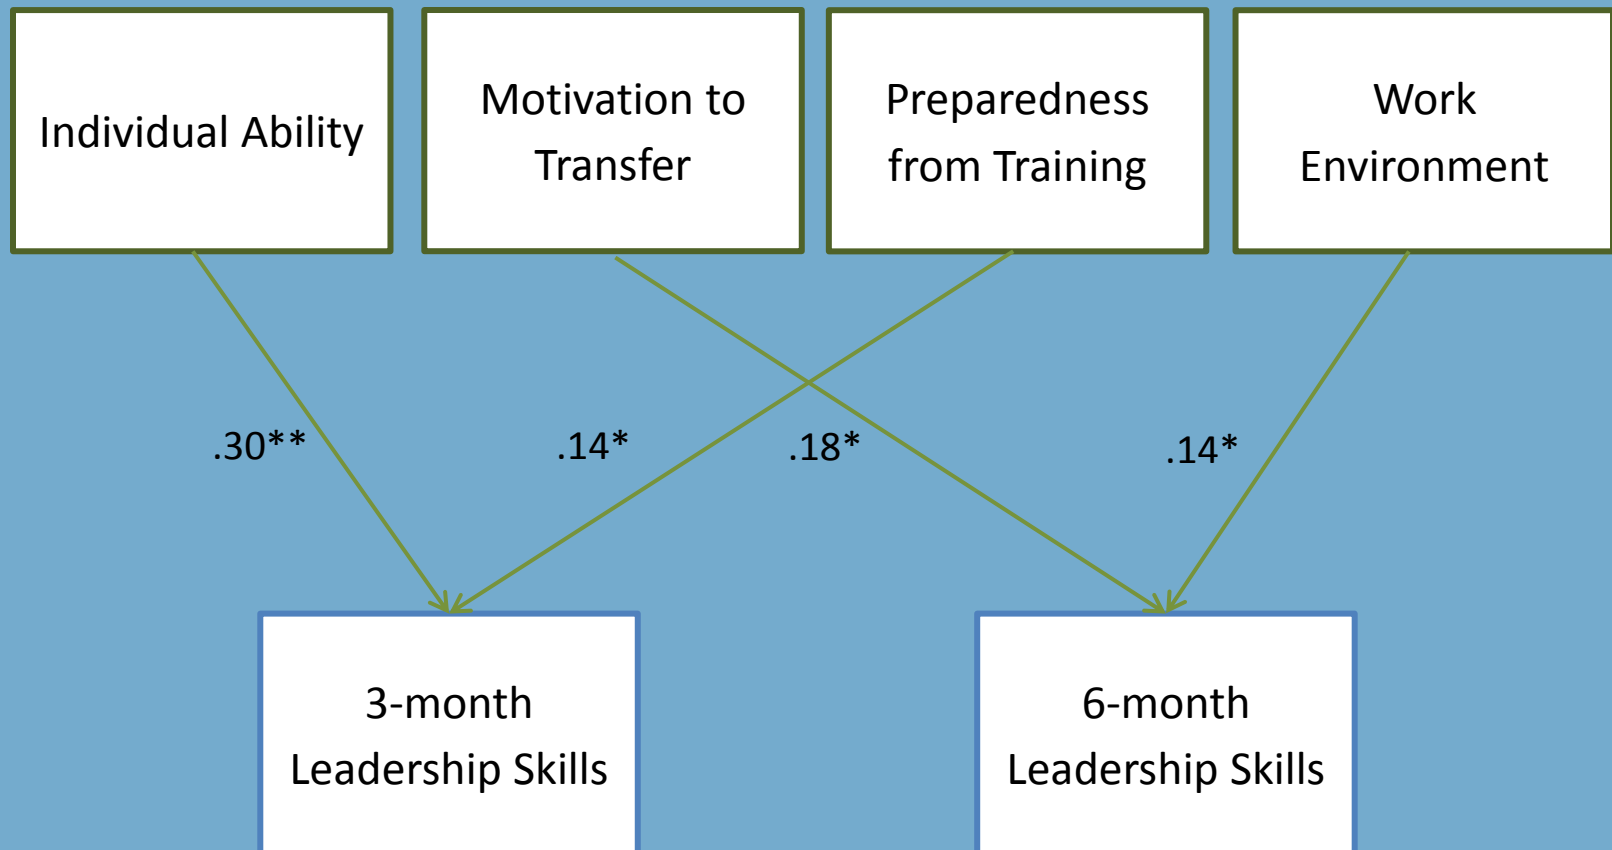 Individual Ability
Motivation to
Transfer
Preparedness
from Training
Work
Environment
.30**
.14*
.18*
.14*
3-month
Leadership Skills
6-month
Leadership Skills